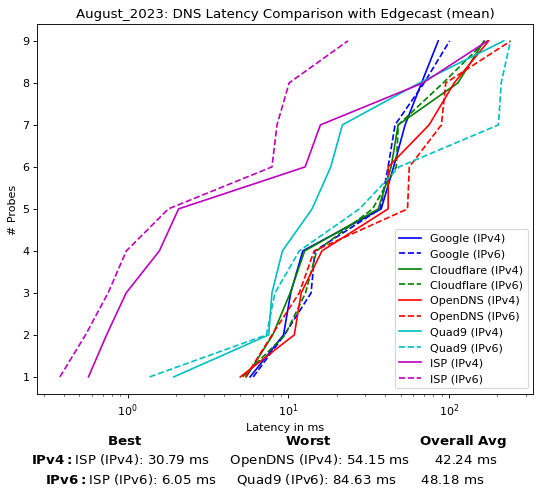 August_2023: DNS Latency Comparison with Edgecast (mean)
9
8
7
6
5
4
3
2
1
# Probes
Google (IPv4)
Google (IPv6)
Cloudflare (IPv4)
Cloudflare (IPv6)
OpenDNS (IPv4)
OpenDNS (IPv6)
Quad9 (IPv4)
Quad9 (IPv6)
ISP (IPv4)
ISP (IPv6)
10⁰ 10¹ 10²
Latency in ms
Best Worst Overall Avg
IPv4: ISP (IPv4): 30.79 ms OpenDNS (IPv4): 54.15 ms 42.24 ms
IPv6: ISP (IPv6): 6.05 ms Quad9 (IPv6): 84.63 ms 48.18 ms